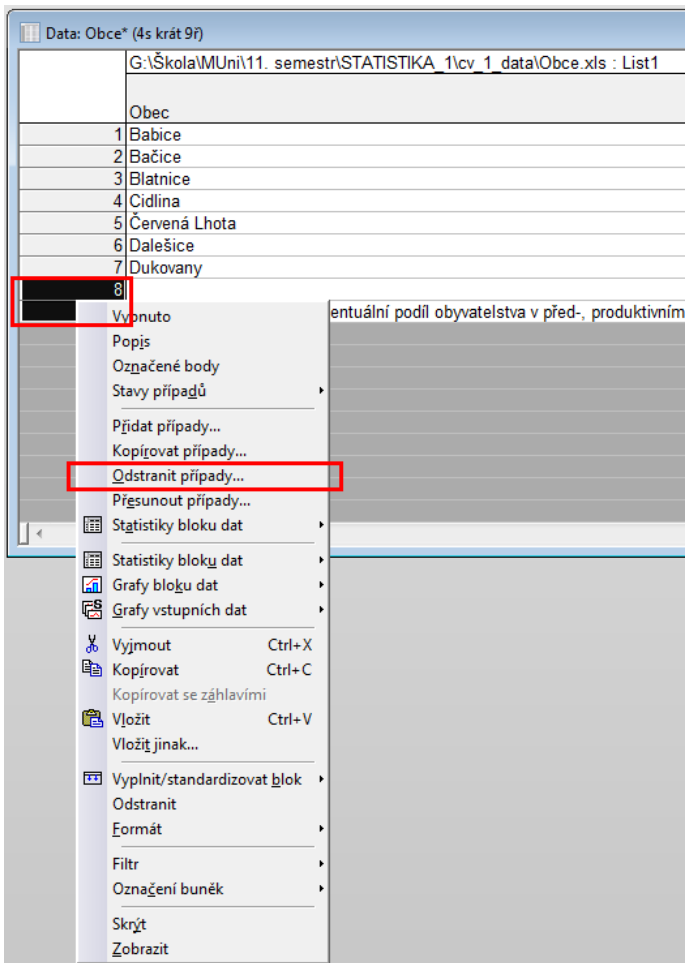 Data: Obce* (4s krát 9ř)
G:\Škola\MUni\11. semestr\STATISTIKA_1\cv_1_data\Obce.xls : List1
Obec
1 Babice
2 Bačice
3 Blatnice
4 Cidlina
5 Červená Lhota
6 Dalešice
7 Dukovany
8
entuální podíl obyvatelstva v před-, produktivním
Vypnuto
Popis
Označené body
Stavy případů
Přidat případy...
Kopírovat případy...
Odstranit případy...
Přesunout případy...
Statistiky bloku dat
Statistiky bloku dat
Grafy bloku dat
Grafy vstupních dat
Vyjmout Ctrl+X
Kopírovat Ctrl+C
Kopírovat se záhlavími
Vložit Ctrl+V
Vložit jinak...
Vyplnit/standardizovat blok
Odstranit
Formát
Filtr
Označení buněk
Skrýt
Zobrazit